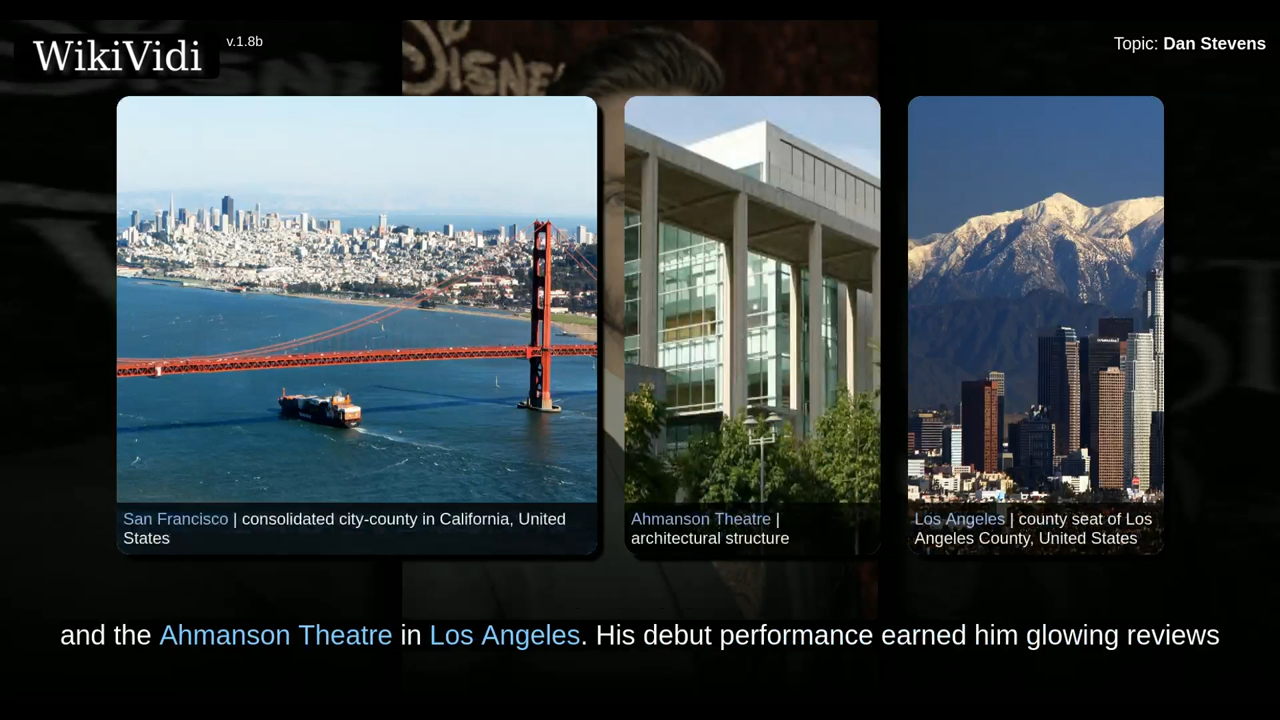 WikiVidi
v.1.8b
Topic: Dan Stevens
DISNEY
San Francisco | consolidated city-county in California, United
States
Ahmanson Theatre |
architectural structure
Los Angeles | county seat of Los
Angeles County, United States
and the Ahmanson Theatre in Los Angeles. His debut performance earned him glowing reviews